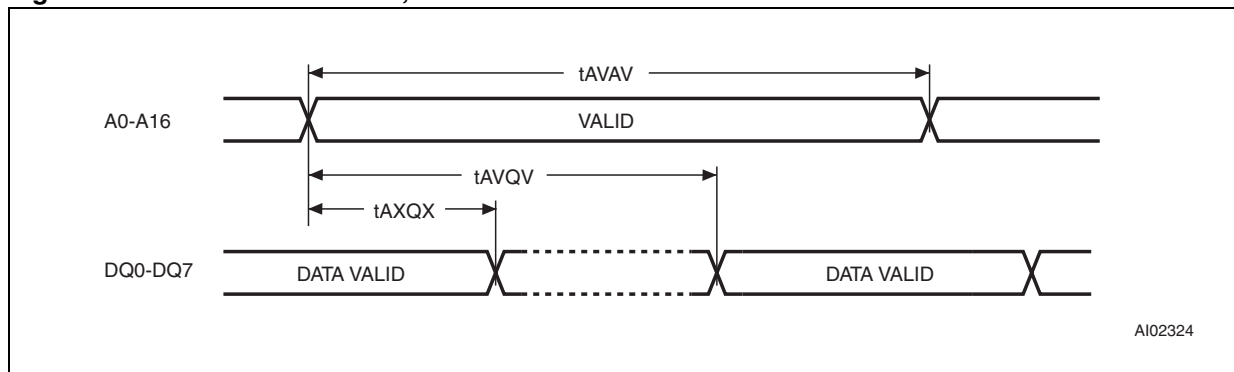 tAVAV
A0-A16 VALID
tAVQV
tAXQX
DQ0-DQ7 DATA VALID DATA VALID
AI02324